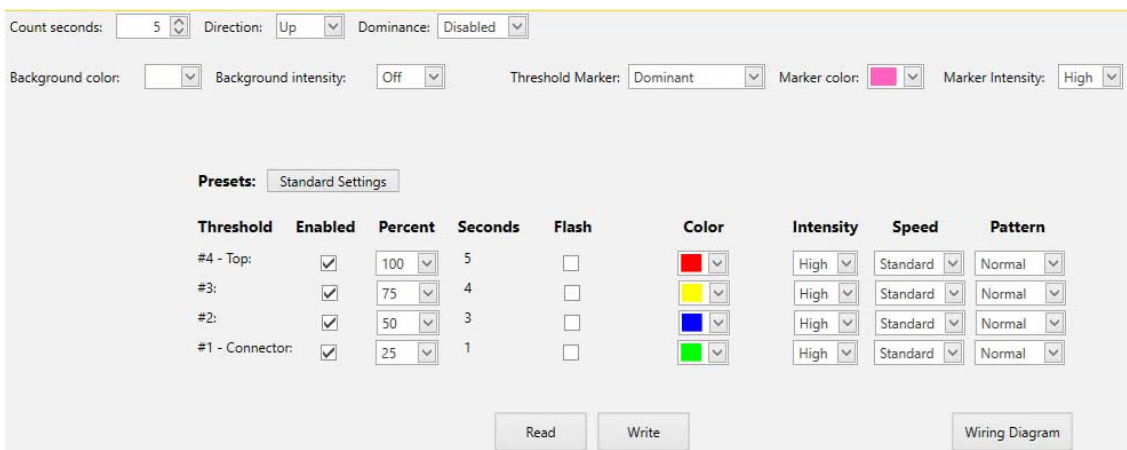 Count seconds: 5 Direction: Up Dominance: Disabled
Background color: Background intensity: Off Threshold Marker: Dominant Marker color: Marker Intensity: High
Presets: Standard Settings
Threshold Enabled Percent Seconds Flash Color Intensity Speed Pattern
#4 - Top: 100 5 High Standard Normal
#3: 75 4 High Standard Normal
#2: 50 3 High Standard Normal
#1 - Connector: 25 1 High Standard Normal
Read Write Wiring Diagram